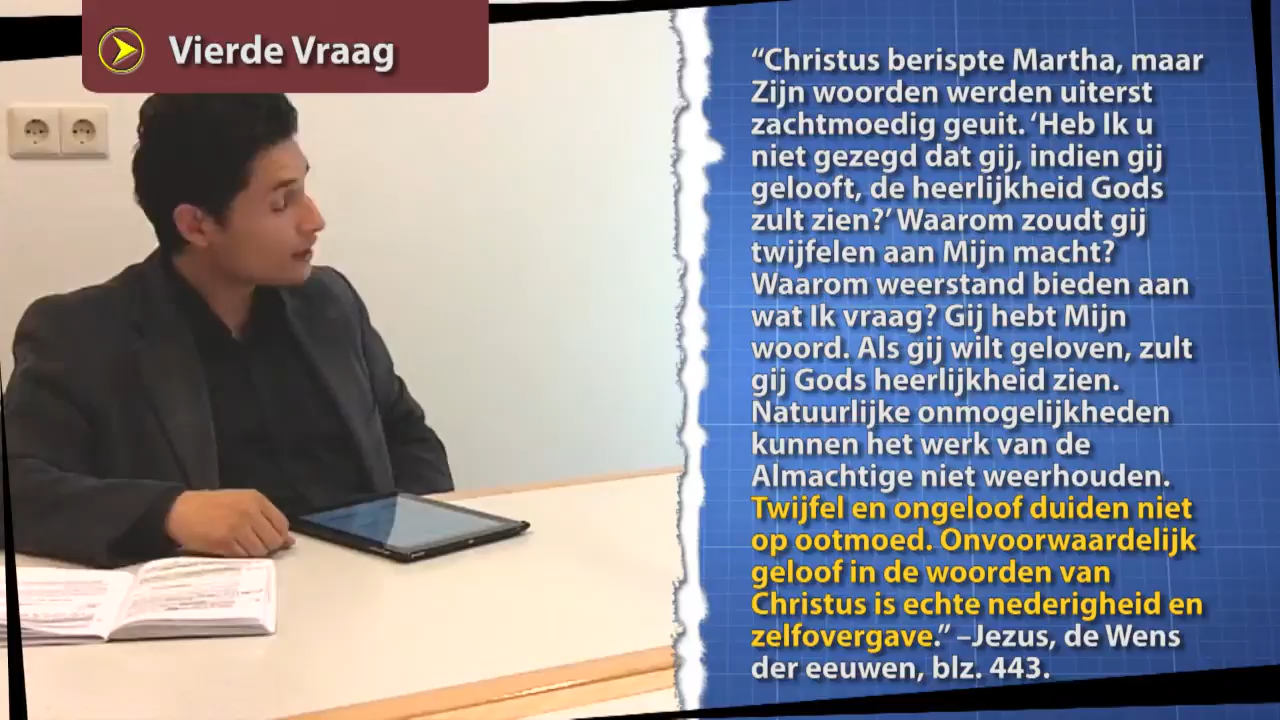 Vierde Vraag
“Christus berispte Martha, maar
Zijn woorden werden uiterst
zachtmoedig geuit. ‘Heb Ik u
niet gezegd dat gij, indien gij
gelooft, de heerlijkheid Gods
zult zien?’ Waarom zoudt gij
twijfelen aan Mijn macht?
Waarom weerstand bieden aan
wat Ik vraag? Gij hebt Mijn
woord. Als gij wilt geloven, zult
gij Gods heerlijkheid zien.
Natuurlijke onmogelijkheden
kunnen het werk van de
Almachtige niet weerhouden.
Twijfel en ongeloof duiden niet
op ootmoed. Onvoorwaardelijk
geloof in de woorden van
Christus is echte nederigheid en
zelfovergave.” –Jezus, de Wens
der eeuwen, blz. 443.